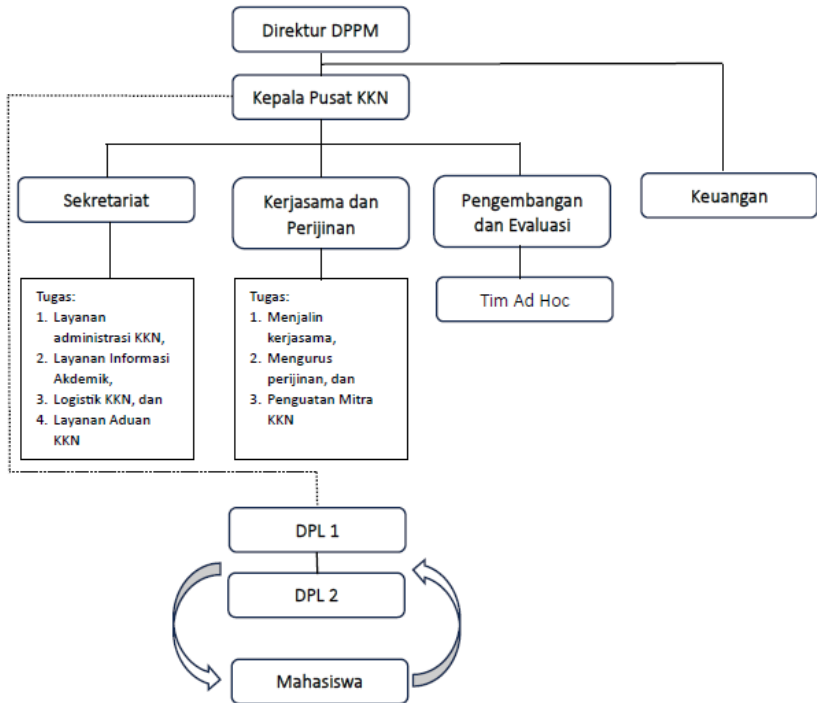 Direktur DPPM
Kepala Pusat KKN
Sekretariat
Kerjasama dan
Perijinan
Pengembangan
dan Evaluasi
Keuangan
Tim Ad Hoc
Tugas:
1. Layanan
administrasi KKN,
2. Layanan Informasi
Akdemik,
3. Logistik KKN, dan
4. Layanan Aduan
KKN
Tugas:
1. Menjalin
kerjasama,
2. Mengurus
perijinan, dan
3. Penguatan Mitra
KKN
DPL 1
DPL 2
Mahasiswa